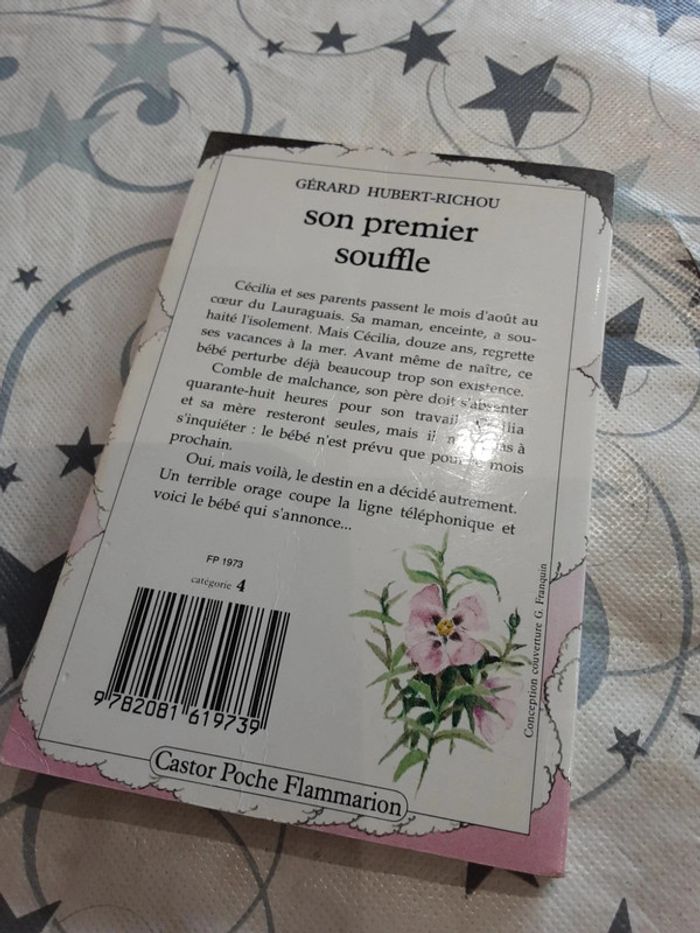 GÉRARD HUBERT-RICHOU
son premier
souffle
Cécilia et ses parents passent le mois d'août au
cœur du Lauraguais. Sa maman, enceinte, a sou-
haité l'isolement. Mais Cécilia, douze ans, regrette
ses vacances à la mer. Avant même de naître, ce
bébé perturbe déjà beaucoup trop son existence.
Comble de malchance, son père doit s'absenter
quarante-huit heures pour son travail
et sa mère resteront seules, mais il à
s'inquiéter : le bébé n'est prévu que mois
prochain.
Oui, mais voilà, le destin en a décidé autrement.
Un terrible orage coupe la ligne téléphonique et
voici le bébé qui s'annonce...
FP 1973
catégorie 4
9 782081 619739
Castor Poche Flammarion
Conception couverture G. Franquin